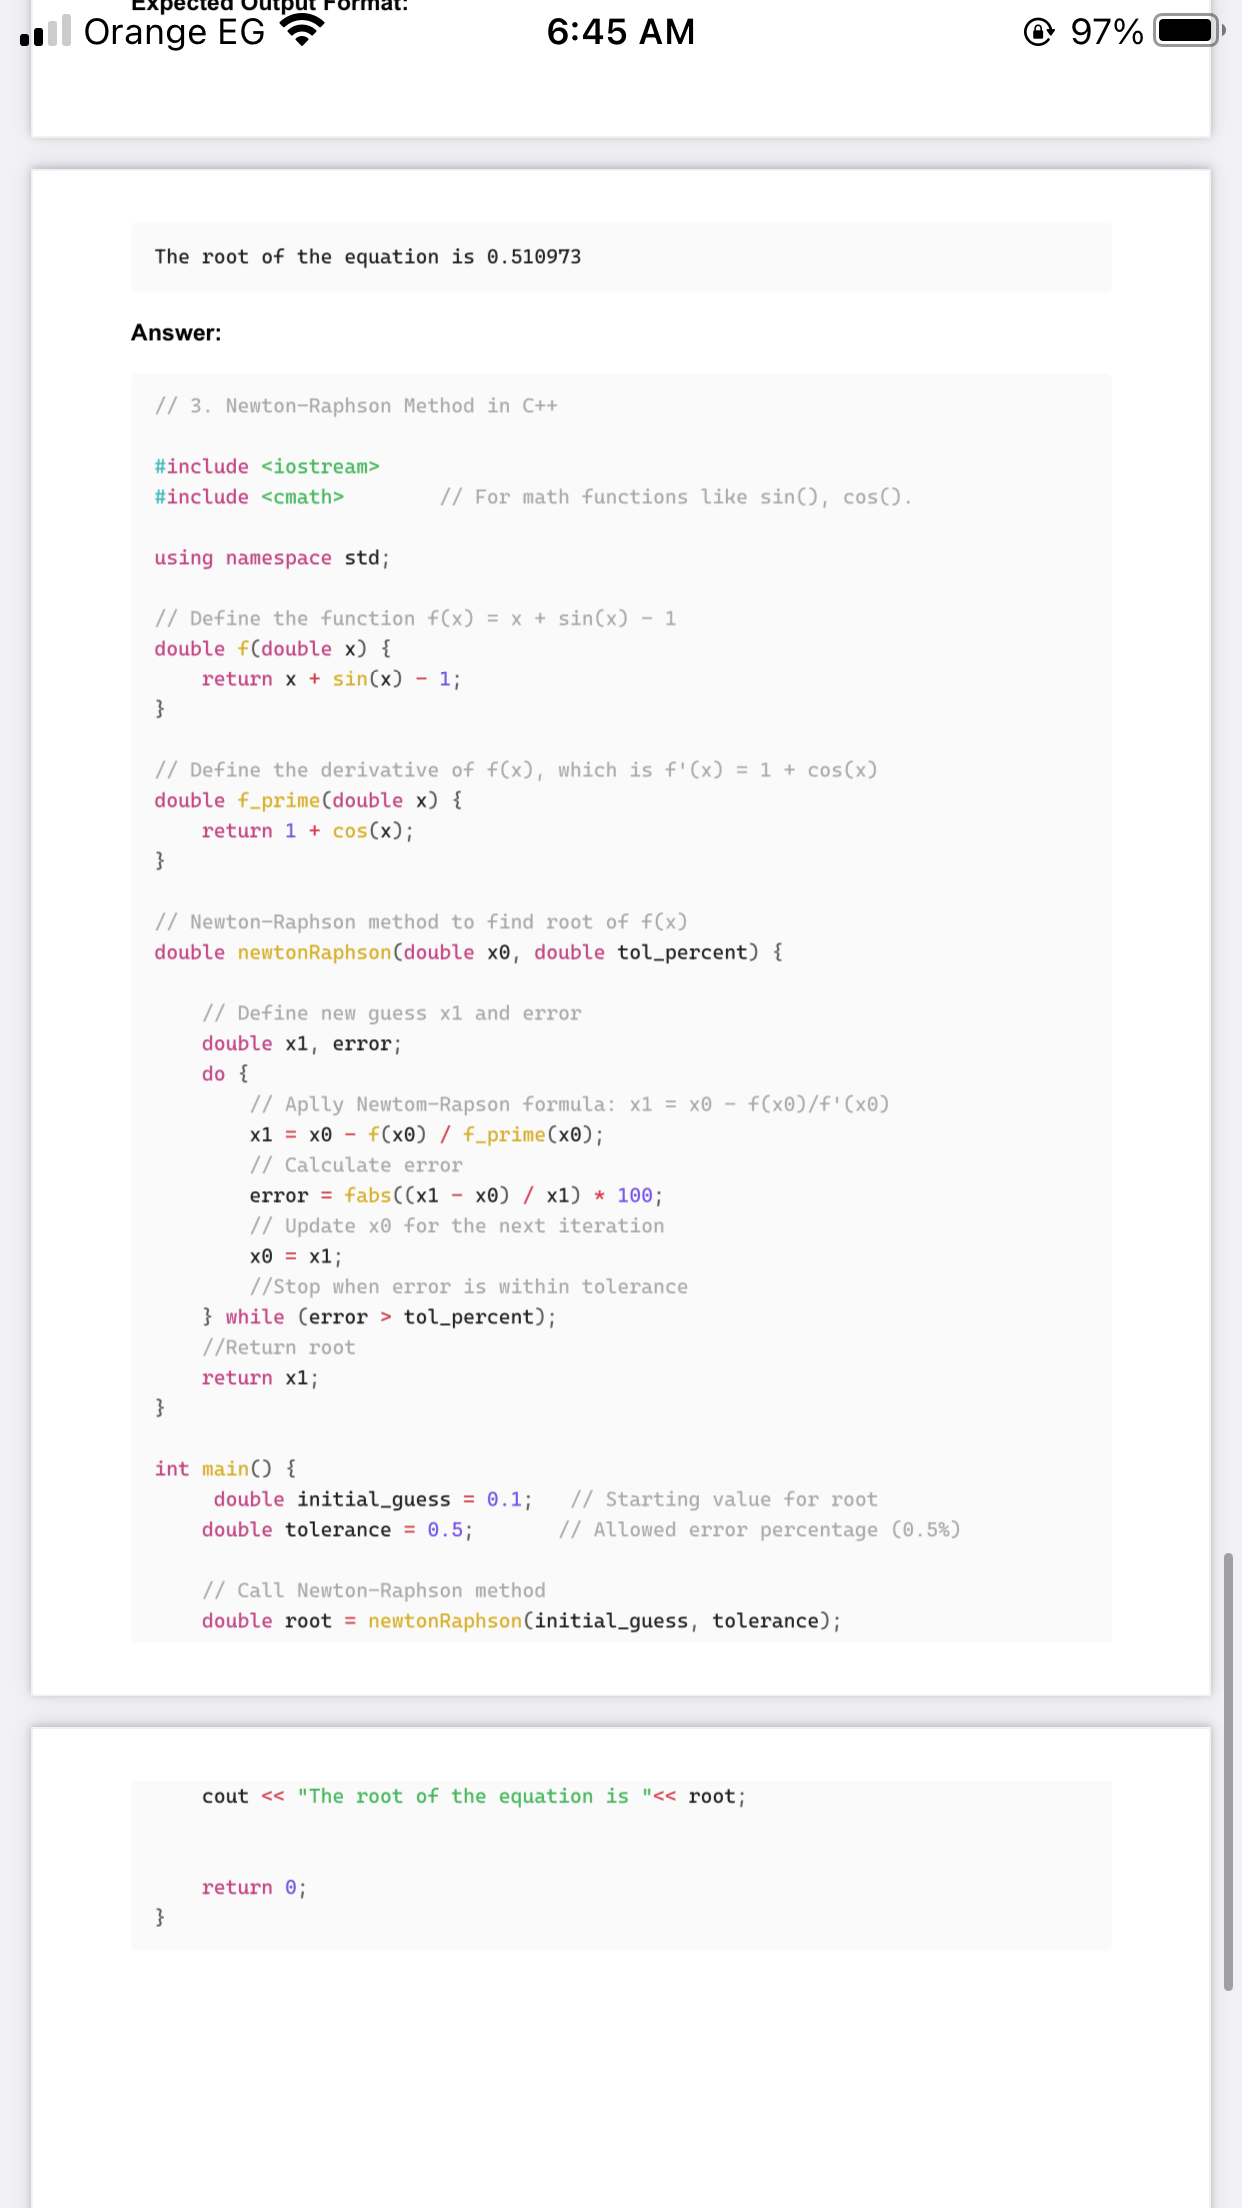 Expected Output Format:
Orange EG 6:45 AM 97%
The root of the equation is 0.510973
Answer:
// 3. Newton-Raphson Method in C++
#include <iostream>
#include <cmath>        // For math functions like sin(), cos().
using namespace std;
// Define the function f(x) = x + sin(x) - 1
double f(double x) {
    return x + sin(x) - 1;
}
// Define the derivative of f(x), which is f'(x) = 1 + cos(x)
double f_prime(double x) {
    return 1 + cos(x);
}
// Newton-Raphson method to find root of f(x)
double newtonRaphson(double x0, double tol_percent) {
    // Define new guess x1 and error
    double x1, error;
    do {
        // Aplly Newtom-Rapson formula: x1 = x0 - f(x0)/f'(x0)
        x1 = x0 - f(x0) / f_prime(x0);
        // Calculate error
        error = fabs((x1 - x0) / x1) * 100;
        // Update x0 for the next iteration
        x0 = x1;
        //Stop when error is within tolerance
    } while (error > tol_percent);
    //Return root
    return x1;
}
int main() {
     double initial_guess = 0.1;   // Starting value for root
    double tolerance = 0.5;       // Allowed error percentage (0.5%)
    // Call Newton-Raphson method
    double root = newtonRaphson(initial_guess, tolerance);
    cout << "The root of the equation is "<< root;
    return 0;
}